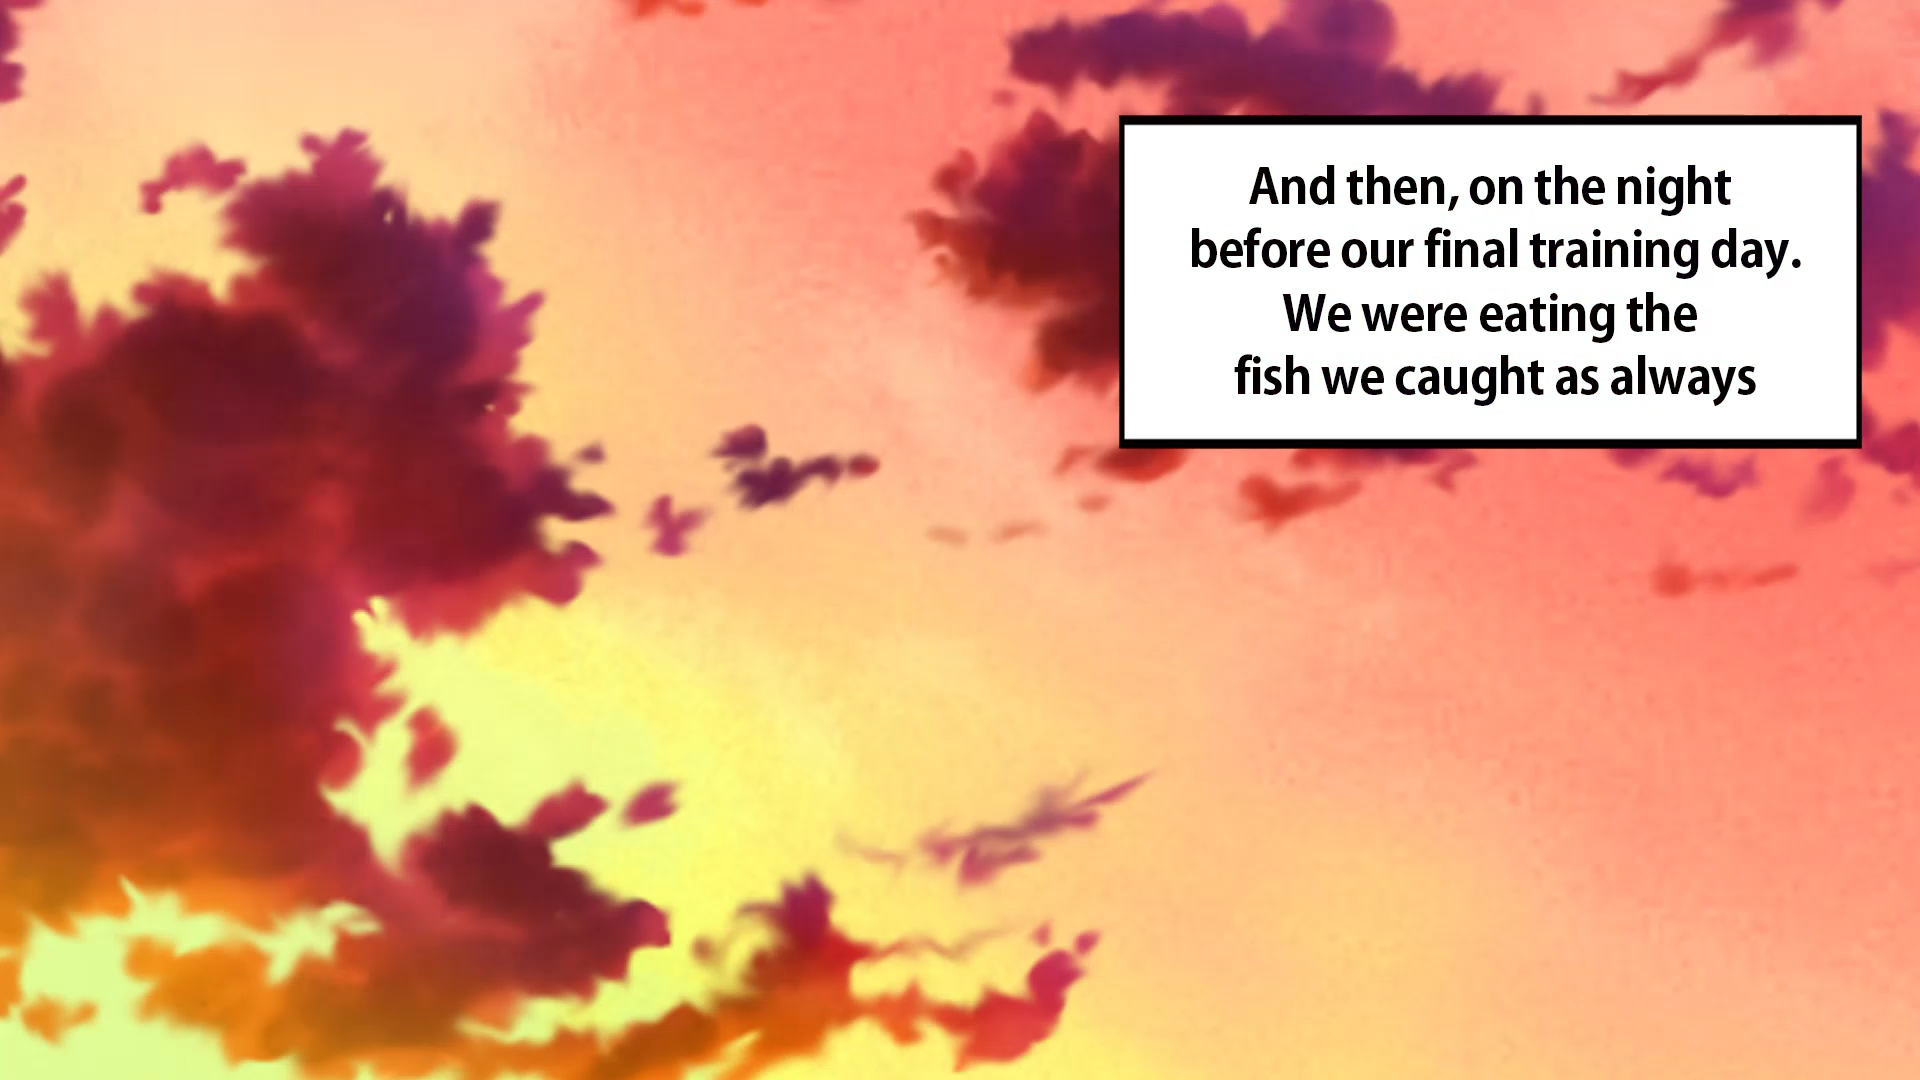 And then, on the night
before our final training day.
We were eating the
fish we caught as always